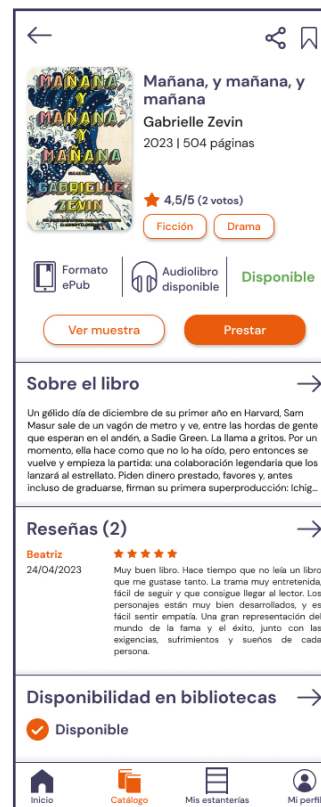 MAÑANA,
Y
MAÑANA,
Y
MAÑANA
GABRIELLE
ZEVIN
Mañana, y mañana, y
mañana
Gabrielle Zevin
2023 | 504 páginas
4,5/5 (2 votos)
Ficción
Drama
Formato
ePub
Audiolibro
disponible
Disponible
Ver muestra
Prestar
Sobre el libro
Un gélido día de diciembre de su primer año en Harvard, Sam
Masur sale de un vagón de metro y ve, entre las hordas de gente
que esperan en el andén, a Sadie Green. La llama a gritos. Por un
momento, ella hace como que no lo ha oído, pero entonces se
vuelve y empieza la partida: una colaboración legendaria que los
lanzará al estrellato. Piden dinero prestado, favores y, antes
incluso de graduarse, firman su primera superproducción: Ichig...
Reseñas (2)
Beatriz
24/04/2023
Muy buen libro. Hace tiempo que no leía un libro
que me gustase tanto. La trama muy entretenida,
fácil de seguir y que consigue llegar al lector. Los
personajes están muy bien desarrollados, y es
fácil sentir empatía. Una gran representación del
mundo de la fama y el éxito, junto con las
exigencias, sufrimientos y sueños de cada
persona.
Disponibilidad en bibliotecas
Disponible
Inicio
Catálogo
Mis estanterías
Mi perfil